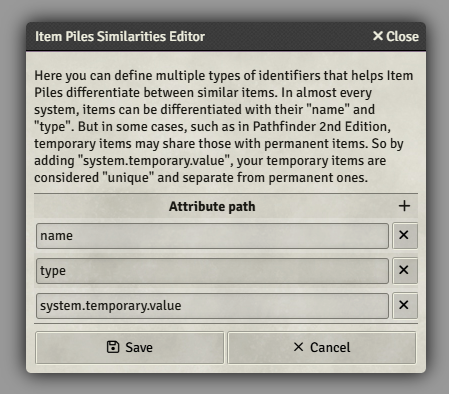 Item Piles Similarities Editor
Close
Here you can define multiple types of identifiers that helps Item
Piles differentiate between similar items. In almost every
system, items can be differentiated with their "name" and
"type". But in some cases, such as in Pathfinder 2nd Edition,
temporary items may share those with permanent items. So by
adding "system.temporary.value", your temporary items are
considered "unique" and separate from permanent ones.
Attribute path
name
type
system.temporary.value
Save
Cancel